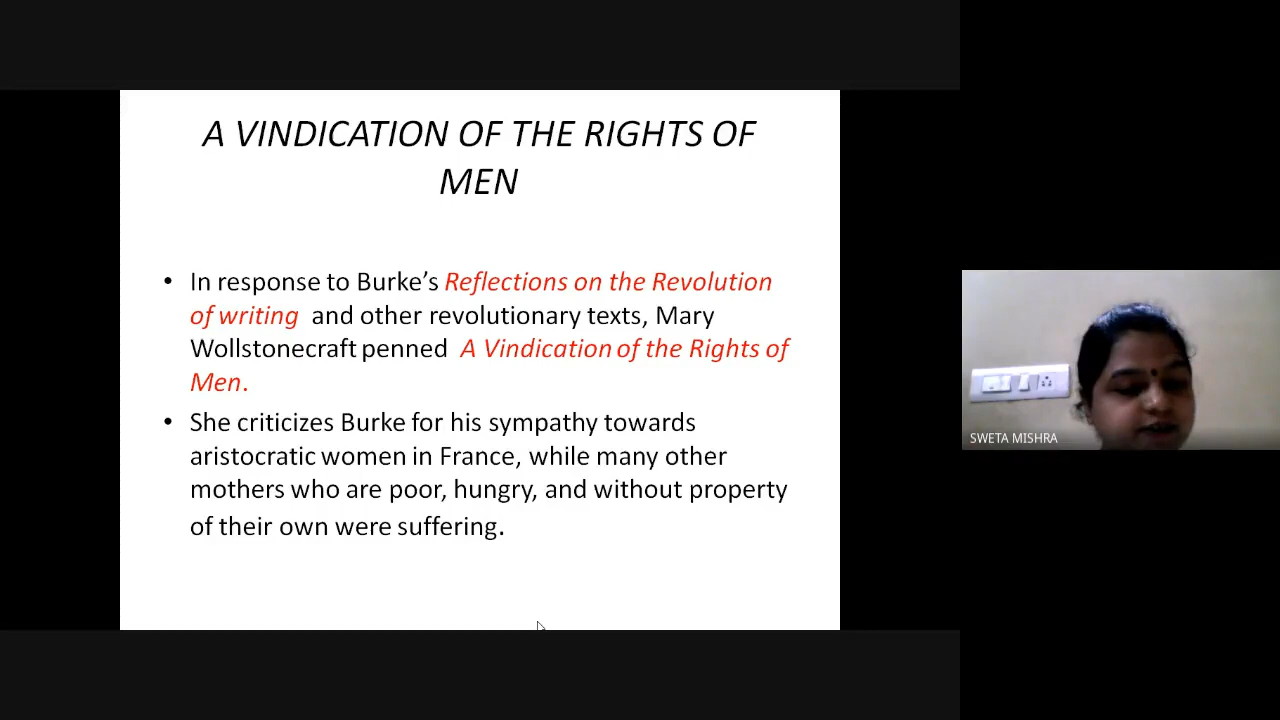 A VINDICATION OF THE RIGHTS OF
MEN
• In response to Burke’s Reflections on the Revolution
of writing and other revolutionary texts, Mary
Wollstonecraft penned A Vindication of the Rights of
Men.
• She criticizes Burke for his sympathy towards
aristocratic women in France, while many other
mothers who are poor, hungry, and without property
of their own were suffering.
SWETA MISHRA